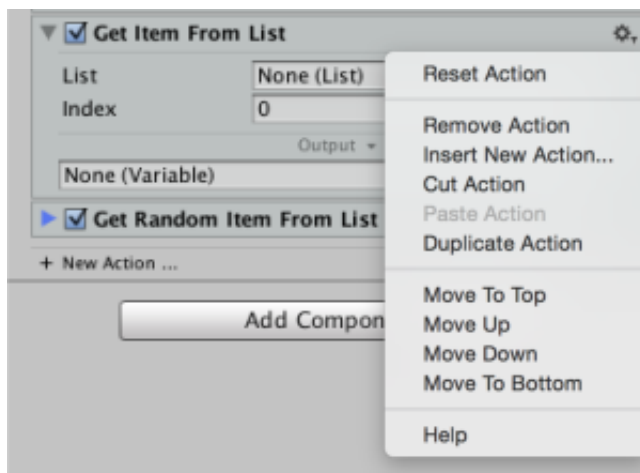 Get Item From List
List None (List)
Index 0
Output
None (Variable)
Get Random Item From List
+ New Action ...
Add Compon
Reset Action
Remove Action
Insert New Action...
Cut Action
Paste Action
Duplicate Action
Move To Top
Move Up
Move Down
Move To Bottom
Help